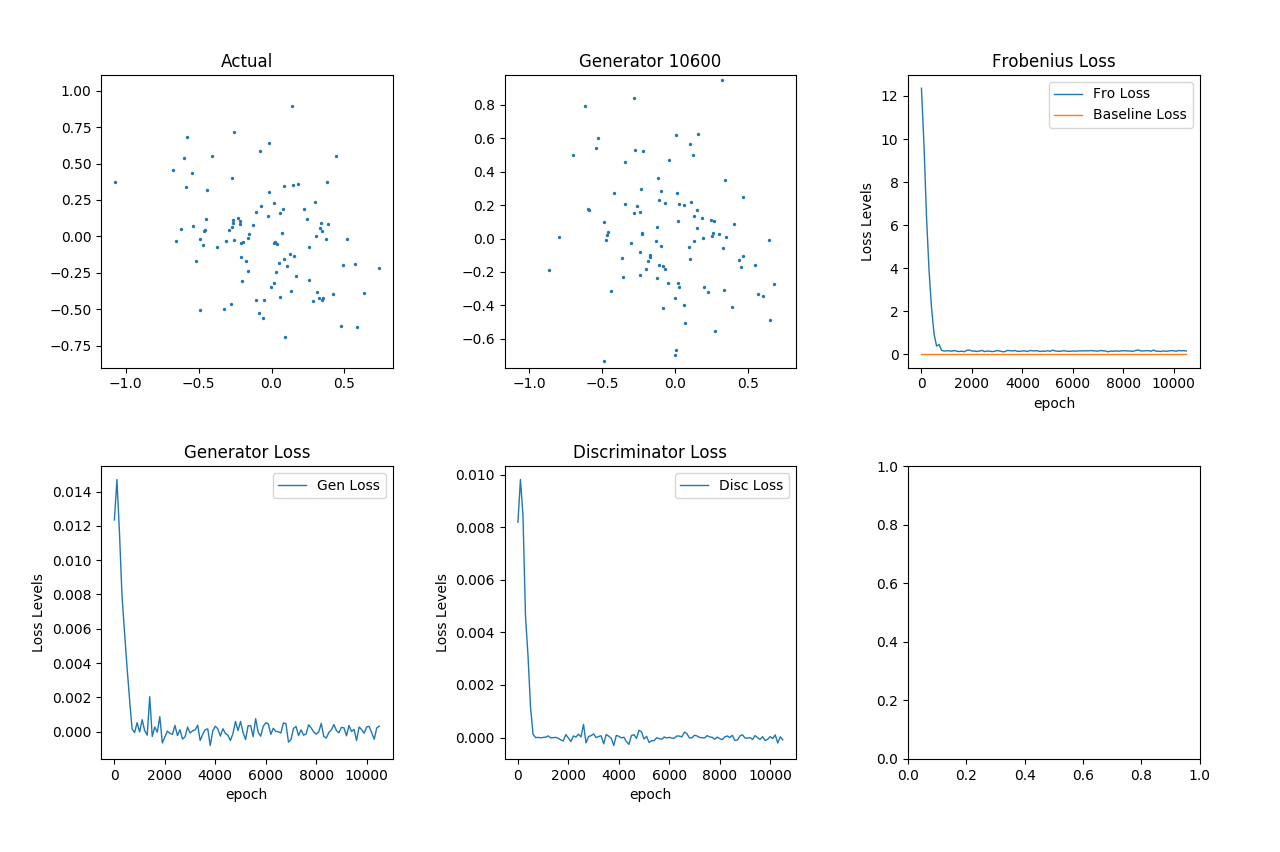 Actual
1.00
0.75
0.50
0.25
0.00
−0.25
−0.50
−0.75
−1.0 −0.5 0.0 0.5
Generator 10600
0.8
0.6
0.4
0.2
0.0
−0.2
−0.4
−0.6
−1.0 −0.5 0.0 0.5
Frobenius Loss
Fro Loss
Baseline Loss
Loss Levels
12
10
8
6
4
2
0
0 2000 4000 6000 8000 10000
epoch
Generator Loss
Gen Loss
Loss Levels
0.014
0.012
0.010
0.008
0.006
0.004
0.002
0.000
0 2000 4000 6000 8000 10000
epoch
Discriminator Loss
Disc Loss
Loss Levels
0.010
0.008
0.006
0.004
0.002
0.000
0 2000 4000 6000 8000 10000
epoch
1.0
0.8
0.6
0.4
0.2
0.0
0.0 0.2 0.4 0.6 0.8 1.0